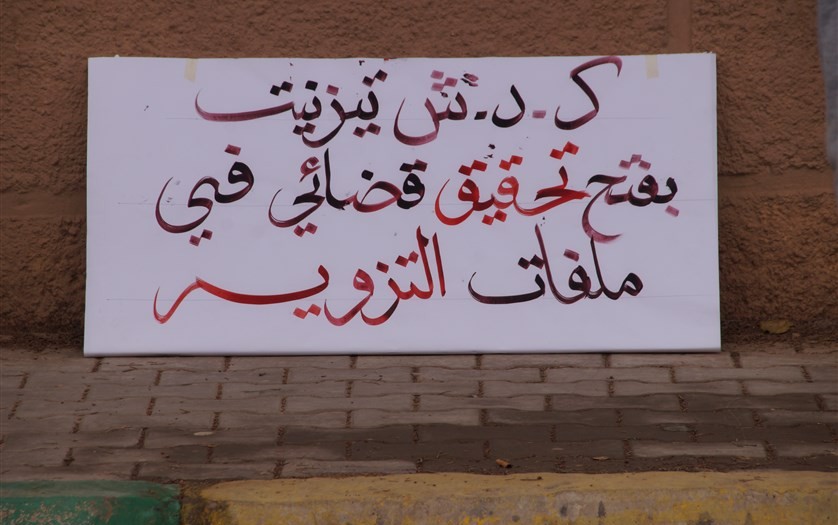 ك.د.ش تيزنيت
بفتح تحقيق قضائي في
ملفات التزوير